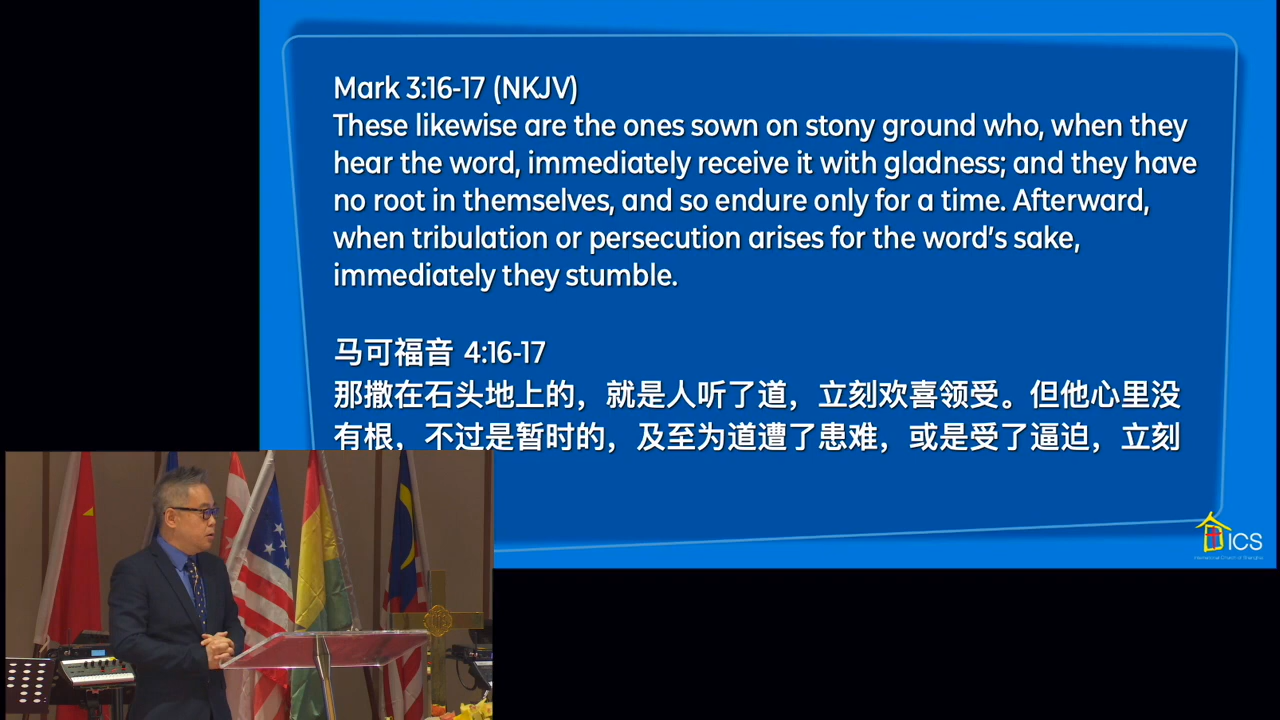 Mark 3:16-17 (NKJV)
These likewise are the ones sown on stony ground who, when they
hear the word, immediately receive it with gladness; and they have
no root in themselves, and so endure only for a time. Afterward,
when tribulation or persecution arises for the word's sake,
immediately they stumble.
马可福音 4:16-17
那撒在石头地上的，就是人听了道，立刻欢喜领受。但他心里没
有根，不过是暂时的，及至为道遭了患难，或是受了逼迫，立刻
ICS
International Church of Shanghai